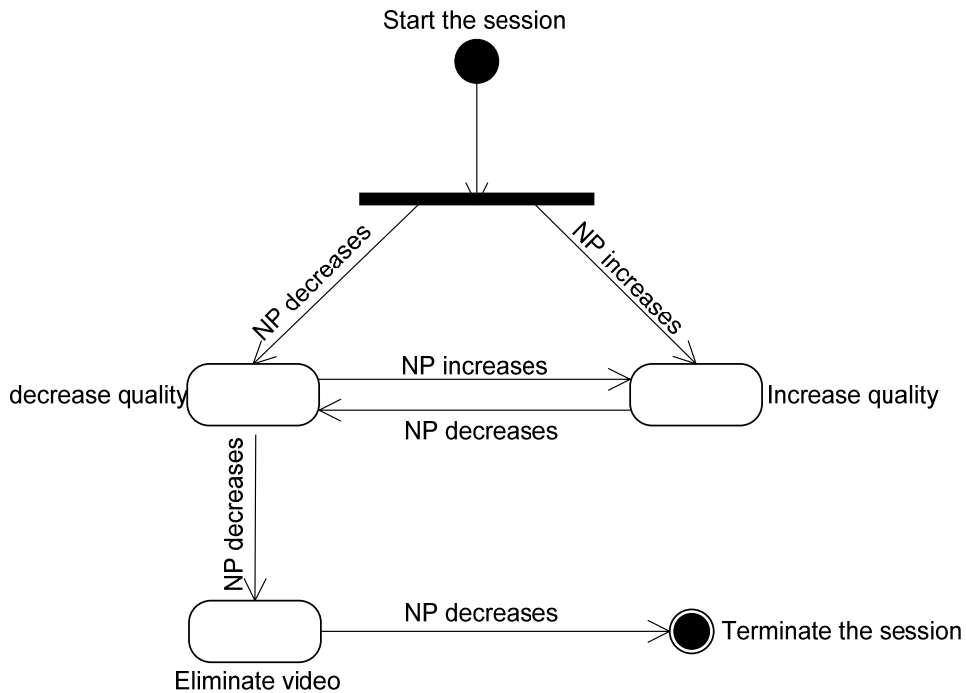 Start the session
NP decreases
NP increases
decrease quality
NP increases
Increase quality
NP decreases
NP decreases
NP decreases
Terminate the session
Eliminate video